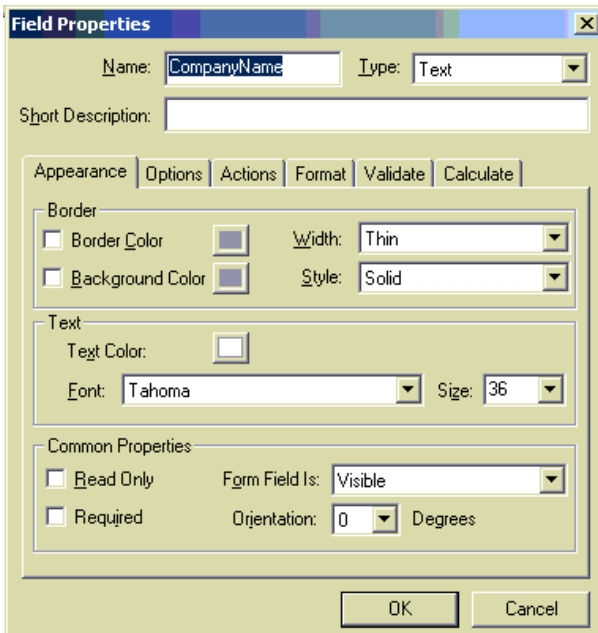 Field Properties
Name: CompanyName Type: Text
Short Description:
Appearance Options Actions Format Validate Calculate
Border
Border Color Width: Thin
Background Color Style: Solid
Text
Text Color:
Font: Tahoma Size: 36
Common Properties
Read Only Form Field Is: Visible
Required Orientation: 0 Degrees
OK Cancel